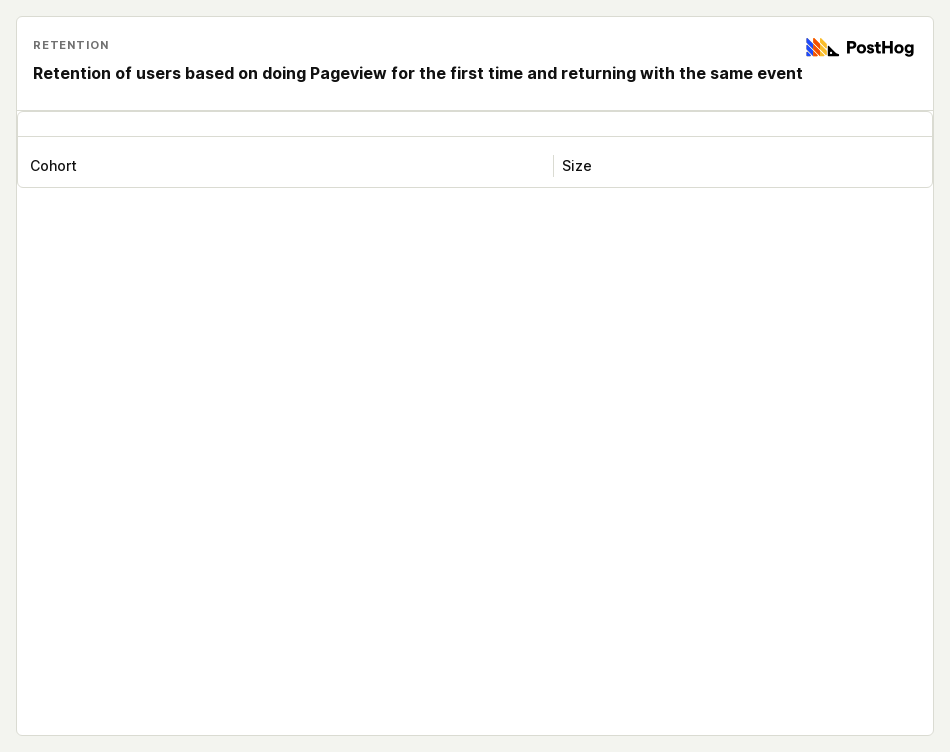 RETENTION
PostHog
Retention of users based on doing Pageview for the first time and returning with the same event
Cohort
Size